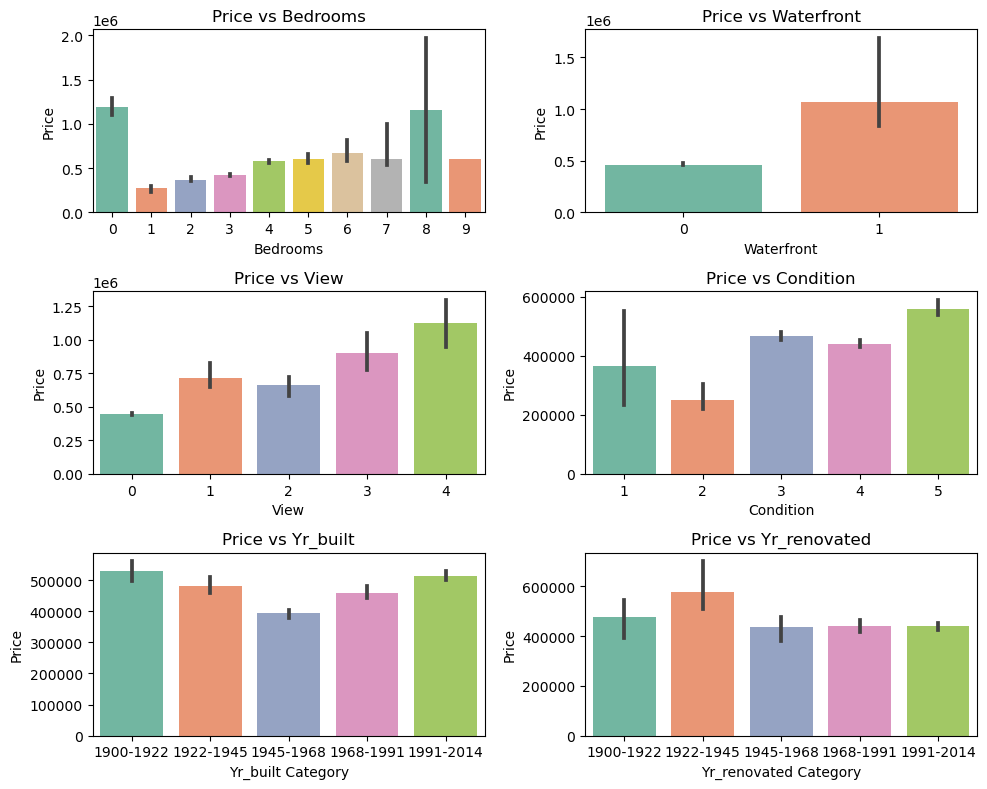 Price vs Bedrooms
1e6
Price
2.0
1.5
1.0
0.5
0.0
0 1 2 3 4 5 6 7 8 9
Bedrooms
Price vs Waterfront
1e6
Price
1.5
1.0
0.5
0.0
0 1
Waterfront
Price vs View
1e6
Price
1.25
1.00
0.75
0.50
0.25
0.00
0 1 2 3 4
View
Price vs Condition
Price
600000
400000
200000
0
1 2 3 4 5
Condition
Price vs Yr_built
Price
500000
400000
300000
200000
100000
0
1900-1922 1922-1945 1945-1968 1968-1991 1991-2014
Yr_built Category
Price vs Yr_renovated
Price
600000
400000
200000
0
1900-1922 1922-1945 1945-1968 1968-1991 1991-2014
Yr_renovated Category